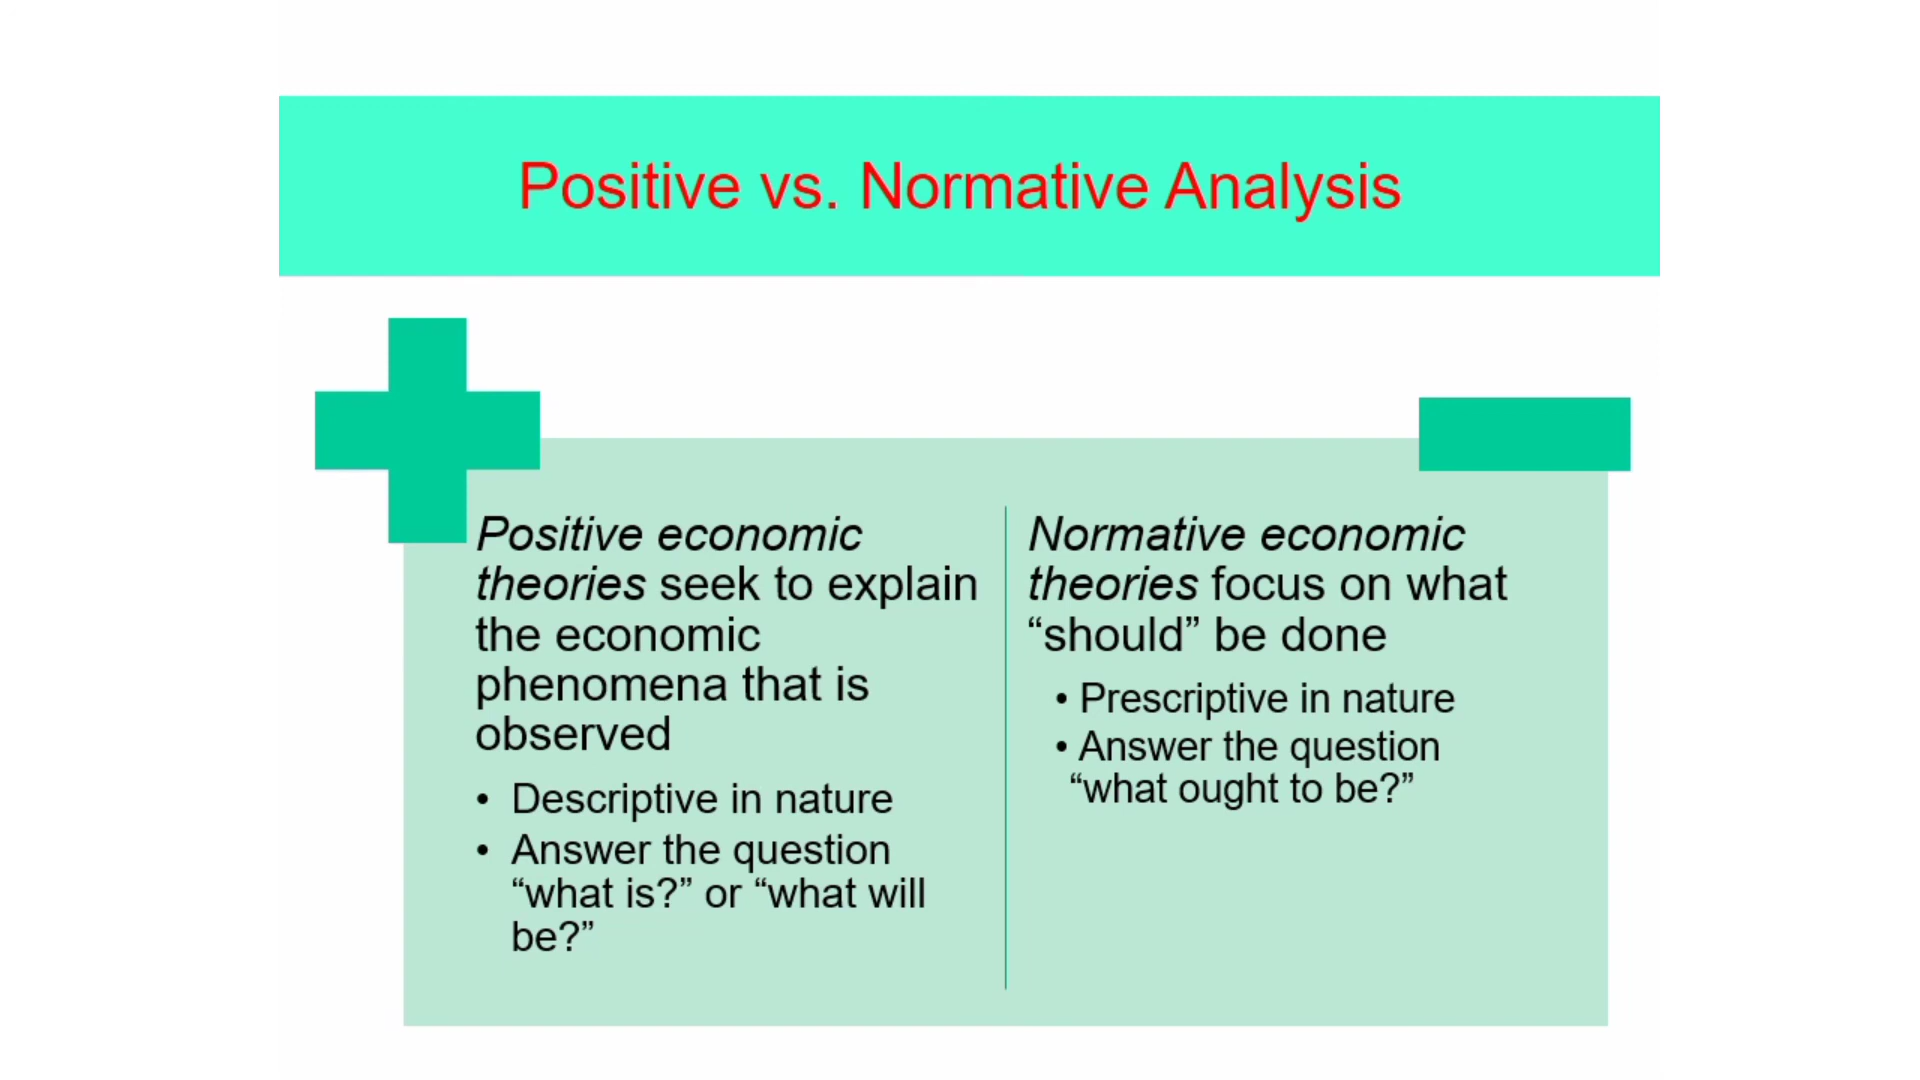 Positive vs. Normative Analysis
Positive economic
theories seek to explain
the economic
phenomena that is
observed
• Descriptive in nature
• Answer the question
“what is?” or “what will
be?”
Normative economic
theories focus on what
“should” be done
• Prescriptive in nature
• Answer the question
“what ought to be?”